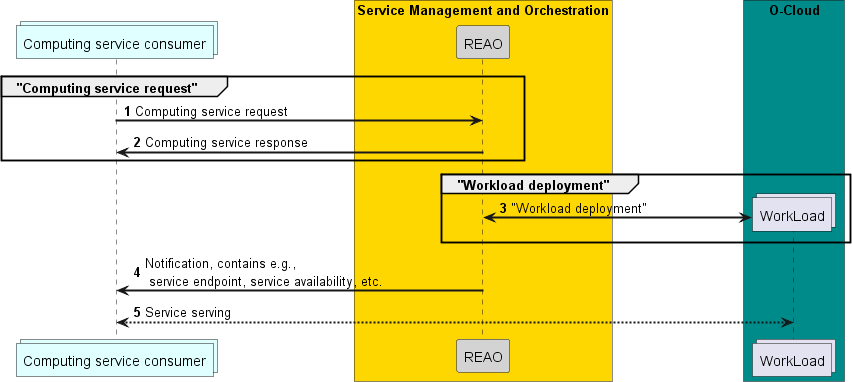 Service Management and Orchestration
O-Cloud
Computing service consumer
REAO
"Computing service request"
1 Computing service request
2 Computing service response
"Workload deployment"
3 "Workload deployment"
WorkLoad
4 Notification, contains e.g.,
service endpoint, service availability, etc.
5 Service serving
Computing service consumer
REAO
WorkLoad